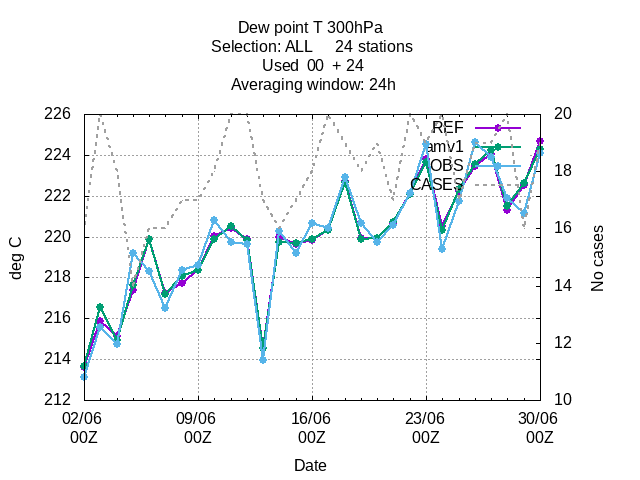 Dew point T 300hPa
Selection: ALL     24 stations
Used  00  + 24
Averaging window: 24h
226
224
222
220
218
216
214
212
deg C
20
18
16
14
12
10
No cases
REF
amv1
OBS
CASES
02/06
00Z
09/06
00Z
16/06
00Z
23/06
00Z
30/06
00Z
Date